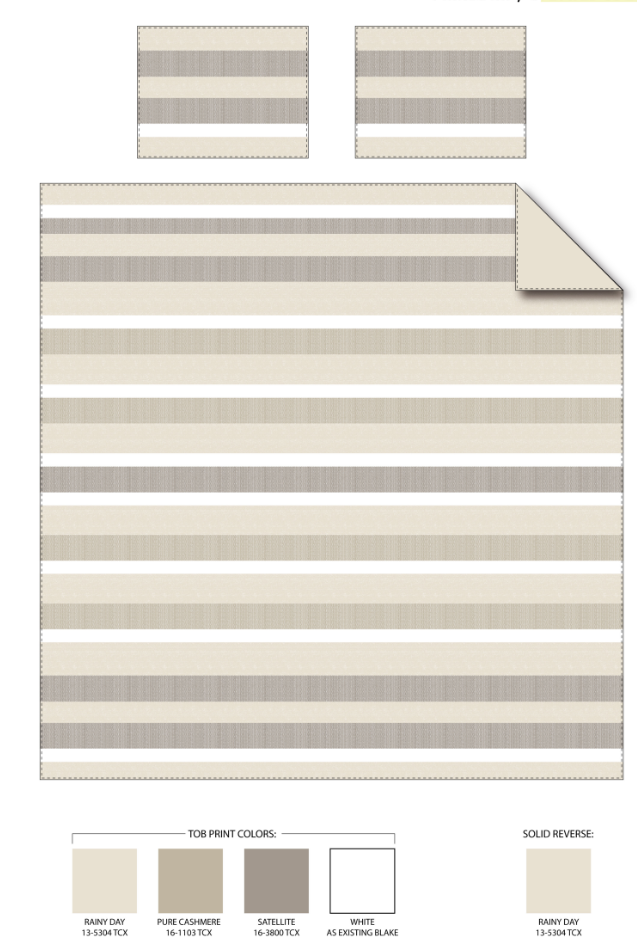 TOB PRINT COLORS:
SOLID REVERSE:
RAINY DAY
13-5304 TCX
PURE CASHMERE
16-1103 TCX
SATELLITE
16-3800 TCX
WHITE
AS EXISTING BLAKE
RAINY DAY
13-5304 TCX